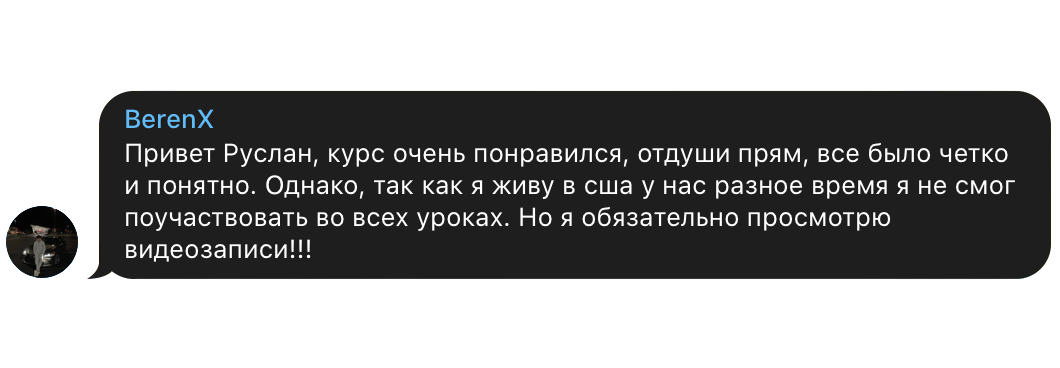 BerenX
Привет Руслан, курс очень понравился, отдуши прям, все было четко
и понятно. Однако, так как я живу в сша у нас разное время я не смог
поучаствовать во всех уроках. Но я обязательно просмотрю
видеозаписи!!!